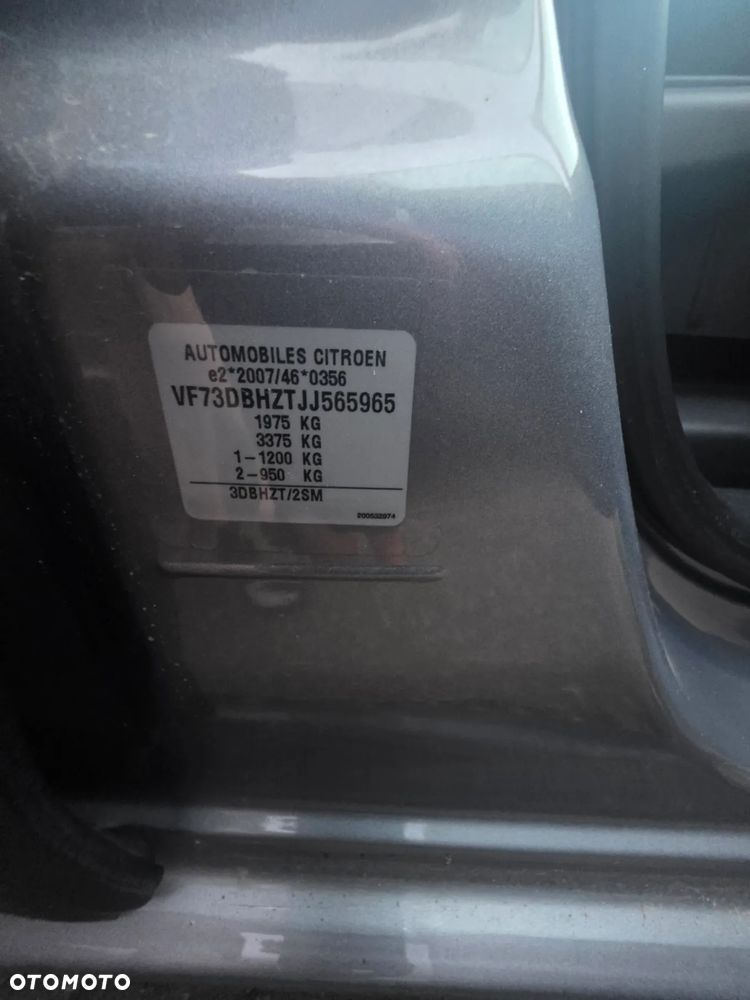 AUTOMOBILES CITROEN
e2*2007/46*0356
VF73DBHZTJJ565965
1975 KG
3375 KG
1-1200 KG
2-950 KG
3DBHZT/2SM
200532974
OTOMOTO